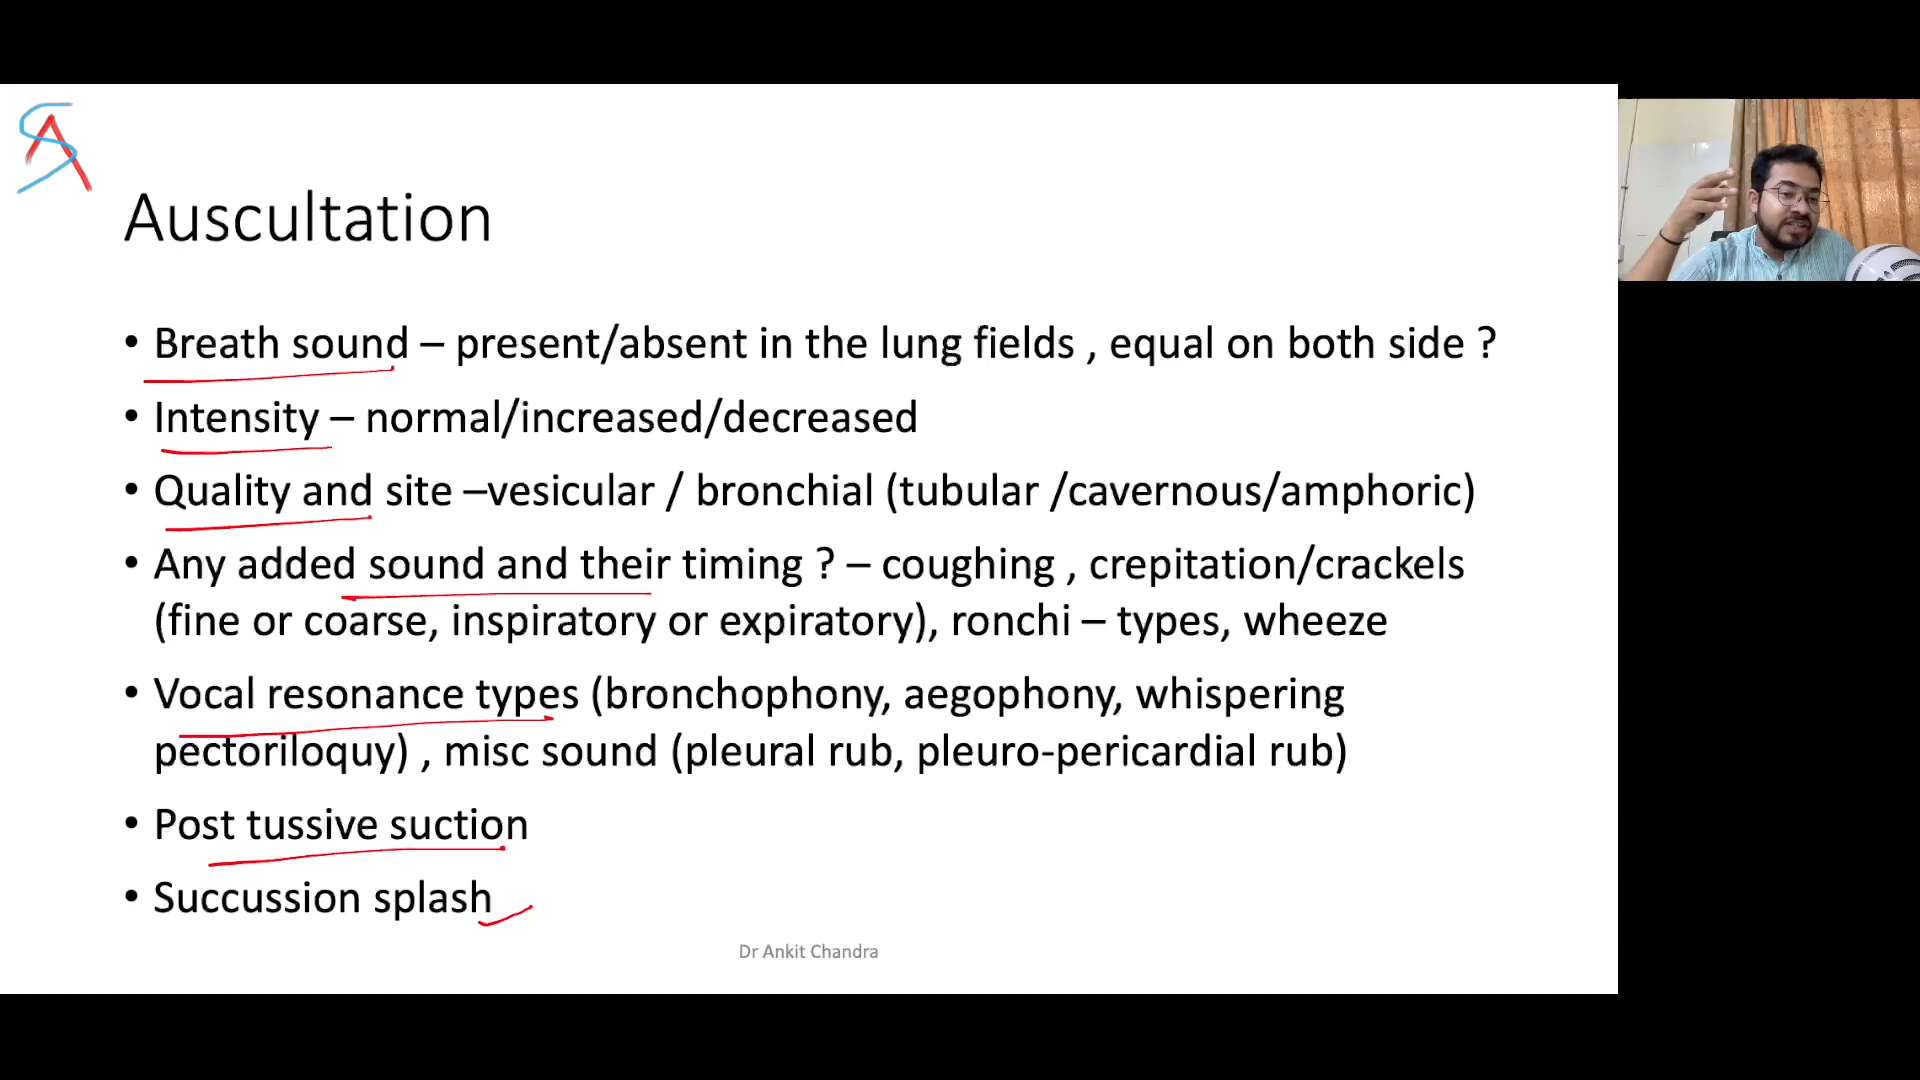 SA
Auscultation
• Breath sound – present/absent in the lung fields , equal on both side ?
• Intensity – normal/increased/decreased
• Quality and site –vesicular / bronchial (tubular /cavernous/amphoric)
• Any added sound and their timing ? – coughing , crepitation/crackels
(fine or coarse, inspiratory or expiratory), ronchi – types, wheeze
• Vocal resonance types (bronchophony, aegophony, whispering
pectoriloquy) , misc sound (pleural rub, pleuro-pericardial rub)
• Post tussive suction
• Succussion splash
Dr Ankit Chandra